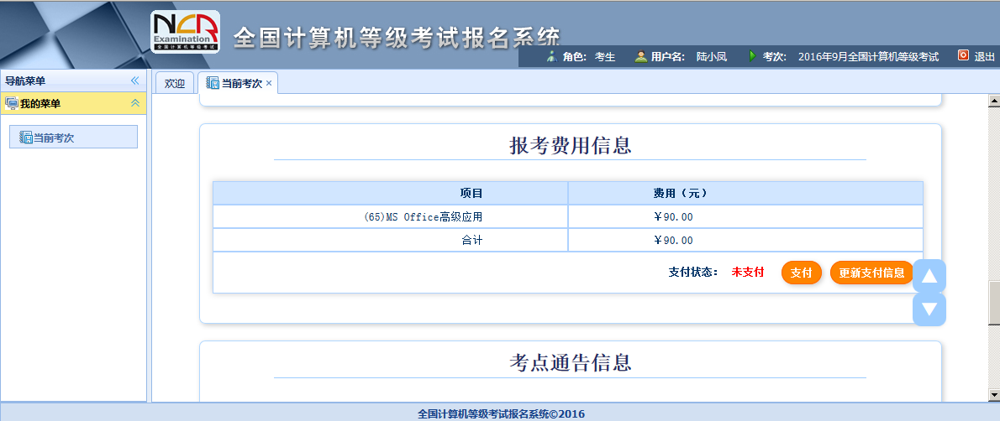 NCR
Examination
全国计算机等级考试
全国计算机等级考试报名系统
角色: 考生 用户名: 陆小凤 考次: 2016年9月全国计算机等级考试 退出
导航菜单
欢迎 当前考次 ×
我的菜单
当前考次
报考费用信息
项目 费用（元）
(65)MS Office高级应用 ￥90.00
合计 ￥90.00
支付状态： 未支付 支付 更新支付信息
考点通告信息
全国计算机等级考试报名系统©2016